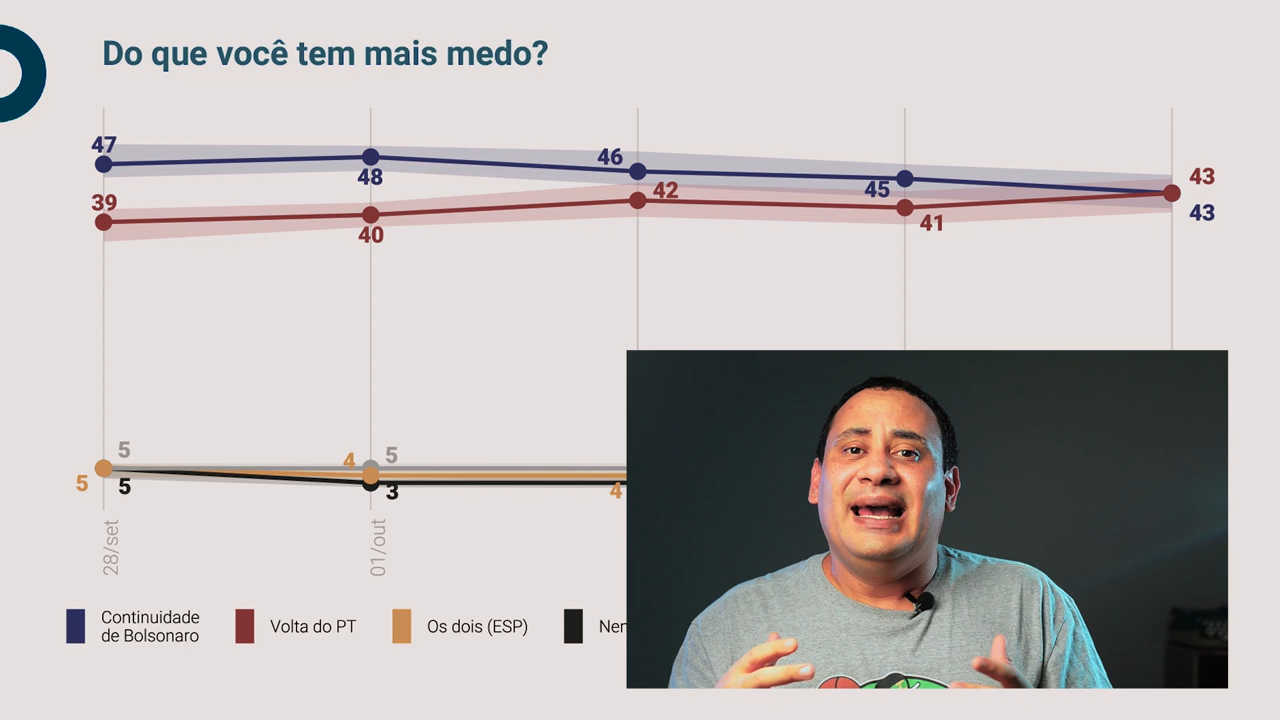 Do que você tem mais medo?
47
48
46
45
43
39
40
42
41
43
5
5
5
4
5
3
4
28/set
01/out
Continuidade
de Bolsonaro
Volta do PT
Os dois (ESP)